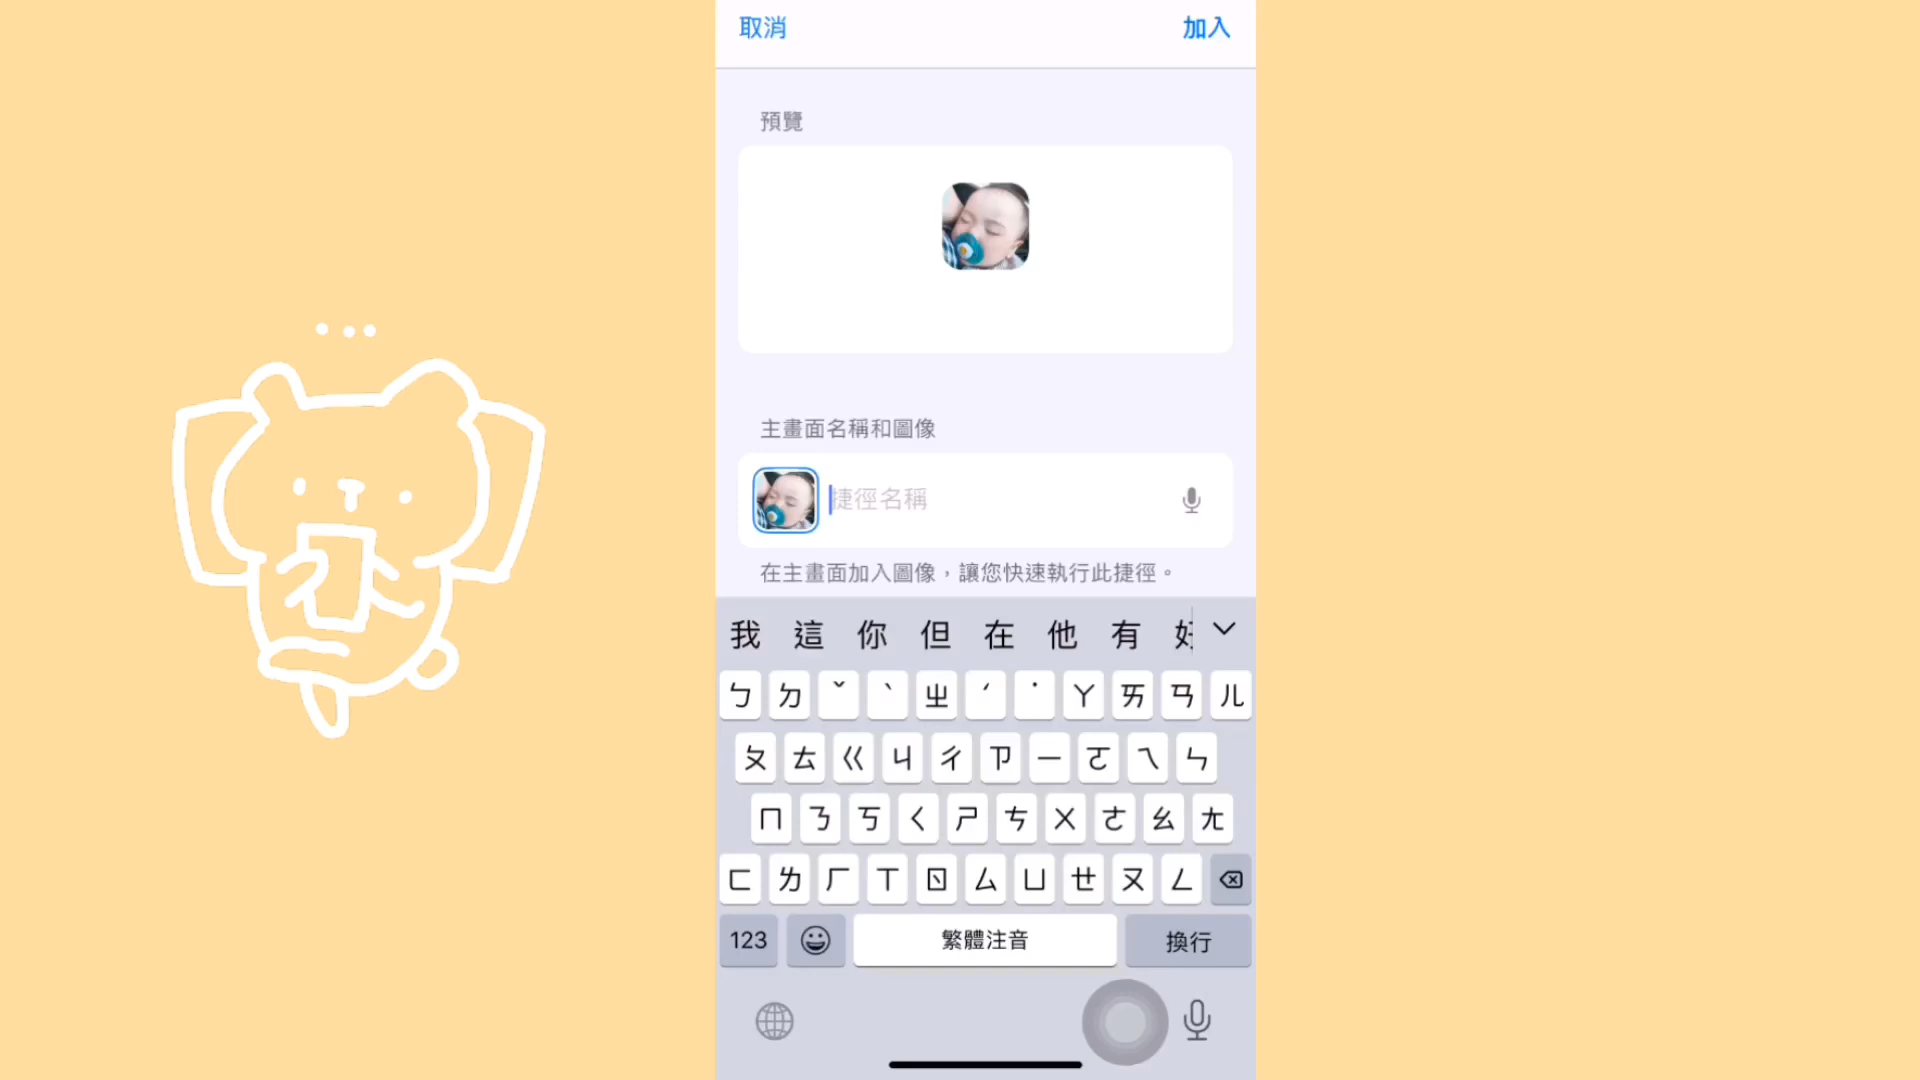 取消
加入
預覽
主畫面名稱和圖像
捷徑名稱
在主畫面加入圖像，讓您快速執行此捷徑。
我 這 你 但 在 他 有 好
ㄅ ㄉ ˇ ˋ ㄓ ˊ ˙ ㄚ ㄞ ㄢ ㄦ
ㄆ ㄊ ㄍ ㄐ ㄔ ㄗ ㄧ ㄛ ㄟ ㄣ
ㄇ ㄋ ㄎ ㄑ ㄕ ㄘ ㄨ ㄜ ㄠ ㄤ
ㄈ ㄌ ㄏ ㄒ ㄖ ㄙ ㄩ ㄝ ㄡ ㄥ
123 繁體注音 換行